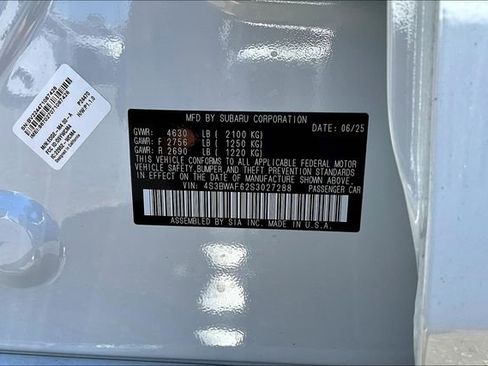 MFD BY SUBARU CORPORATION DATE: 06/25
GVWR: 4630 LB ( 2100 KG)
GAWR: F 2756 LB ( 1250 KG)
GAWR: R 2690 LB ( 1220 KG)
THIS VEHICLE CONFORMS TO ALL APPLICABLE FEDERAL MOTOR
VEHICLE SAFETY, BUMPER, AND THEFT PREVENTION STANDARDS
IN EFFECT ON THE DATE OF MANUFACTURE SHOWN ABOVE.
VIN: 4S3BWAF62S3027288 PASSENGER CAR
ASSEMBLED BY SIA INC. MADE IN U.S.A.